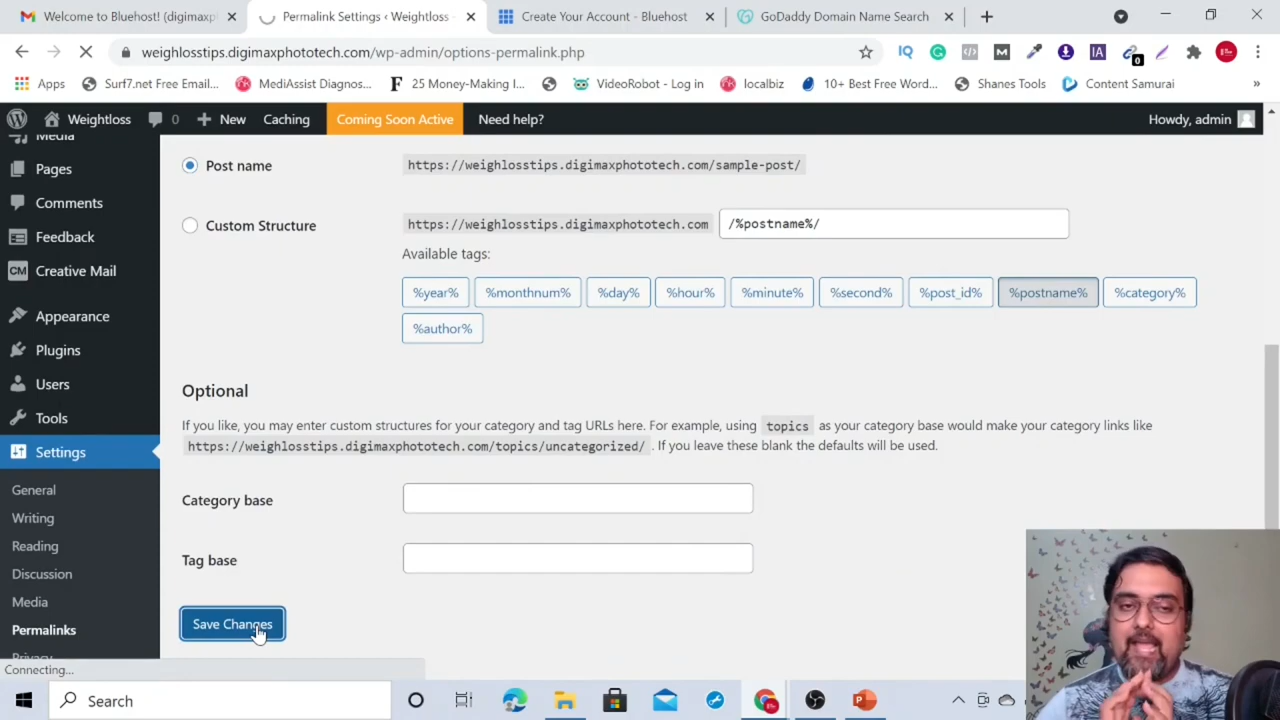 Welcome to Bluehost! (digimaxp
Permalink Settings ‹ Weightloss
Create Your Account - Bluehost
GoDaddy Domain Name Search
weighlosstips.digimaxphototech.com/wp-admin/options-permalink.php
Apps
Surf7.net Free Email...
MediAssist Diagnos...
25 Money-Making I...
VideoRobot - Log in
localbiz
10+ Higher Reward...
Shanes Tools
Content Samurai
»
Weightloss
0
New
Caching
Coming Soon Active
Need help?
Howdy, admin
Media
Pages
Comments
Feedback
CM Creative Mail
Appearance
Plugins
Users
Tools
Settings
General
Writing
Reading
Discussion
Media
Permalinks
Privacy
Post name
https://weighlosstips.digimaxphototech.com/sample-post/
Custom Structure
https://weighlosstips.digimaxphototech.com
/%postname%/
Available tags:
%year% %monthnum% %day% %hour% %minute% %second% %post_id% %postname% %category%
%author%
Optional
If you like, you may enter custom structures for your category and tag URLs here. For example, using topics as your category base would make your category links like
https://weighlosstips.digimaxphototech.com/topics/uncategorized/ . If you leave these blank the defaults will be used.
Category base
Tag base
Save Changes
Connecting...
Search